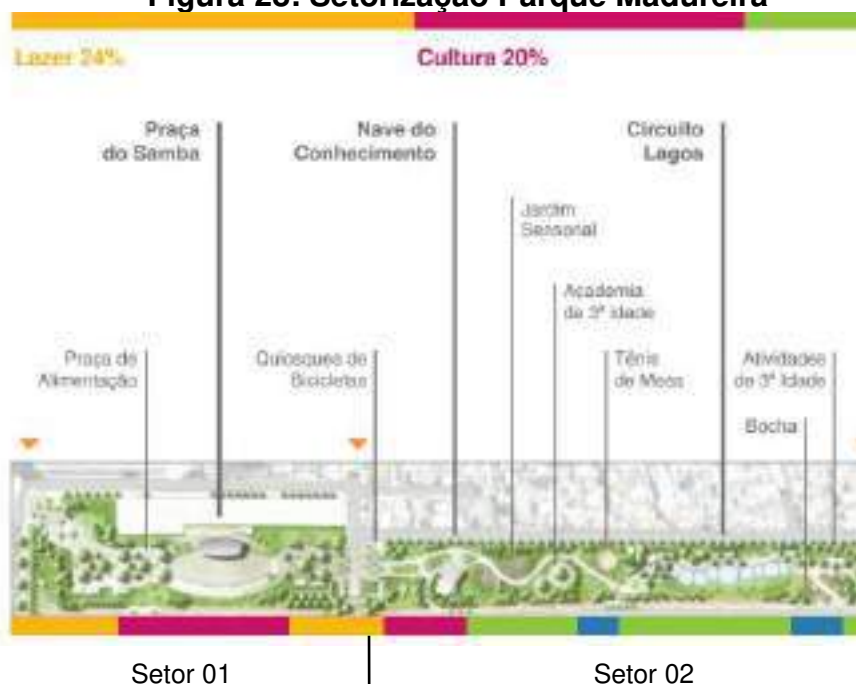 Figura 23: Setorização Parque Madureira
Lazer 24%
Cultura 20%
Praça
do Samba
Nave do
Conhecimento
Circuito
Lagos
Jardim
Sensorial
Academia
da 3ª Idade
Praça de
Alimentação
Quiosques de
Bicicletas
Tênis
de Mesa
Atividades
da 3ª Idade
Bocha
Setor 01
Setor 02